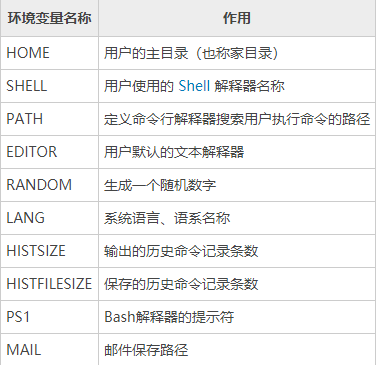 环境变量名称 作用
HOME 用户的主目录（也称家目录）
SHELL 用户使用的 Shell 解释器名称
PATH 定义命令行解释器搜索用户执行命令的路径
EDITOR 用户默认的文本解释器
RANDOM 生成一个随机数字
LANG 系统语言、语系名称
HISTSIZE 输出的历史命令记录条数
HISTFILESIZE 保存的历史命令记录条数
PS1 Bash解释器的提示符
MAIL 邮件保存路径